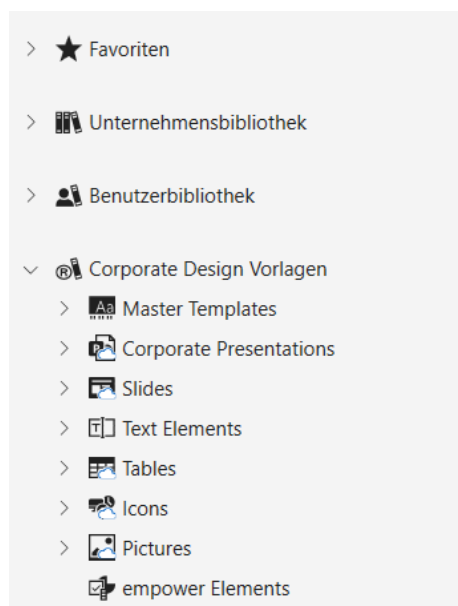 Favoriten
Unternehmensbibliothek
Benutzerbibliothek
Corporate Design Vorlagen
Master Templates
Corporate Presentations
Slides
Text Elements
Tables
Icons
Pictures
empower Elements